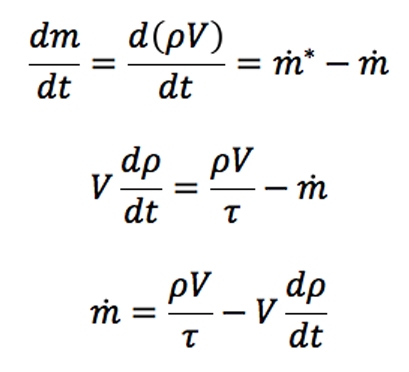 dm/dt = d(ρV)/dt = ṁ* − ṁ
V dρ/dt = ρV/τ − ṁ
ṁ = ρV/τ − V dρ/dt